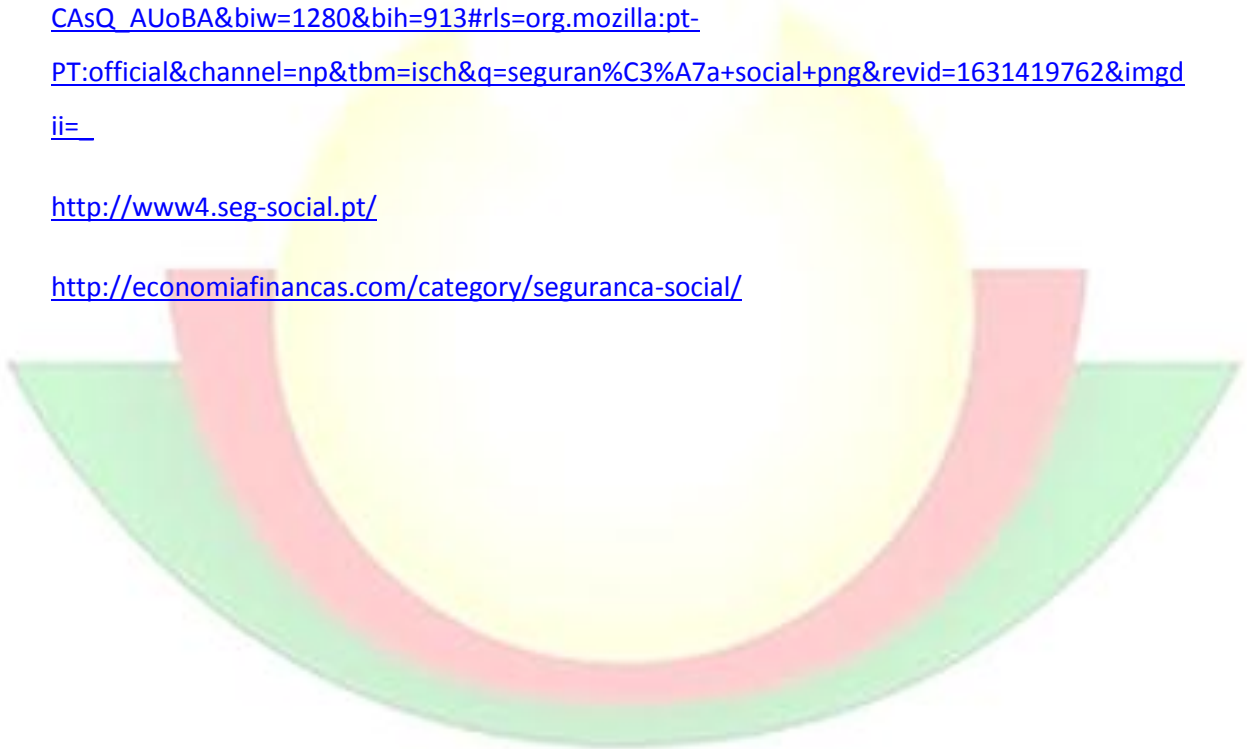 CAsQ_AUoBA&biw=1280&bih=913#rls=org.mozilla:pt-
PT:official&channel=np&tbm=isch&q=seguran%C3%A7a+social+png&revid=1631419762&imgd
ii=_
http://www4.seg-social.pt/
http://economiafinancas.com/category/seguranca-social/